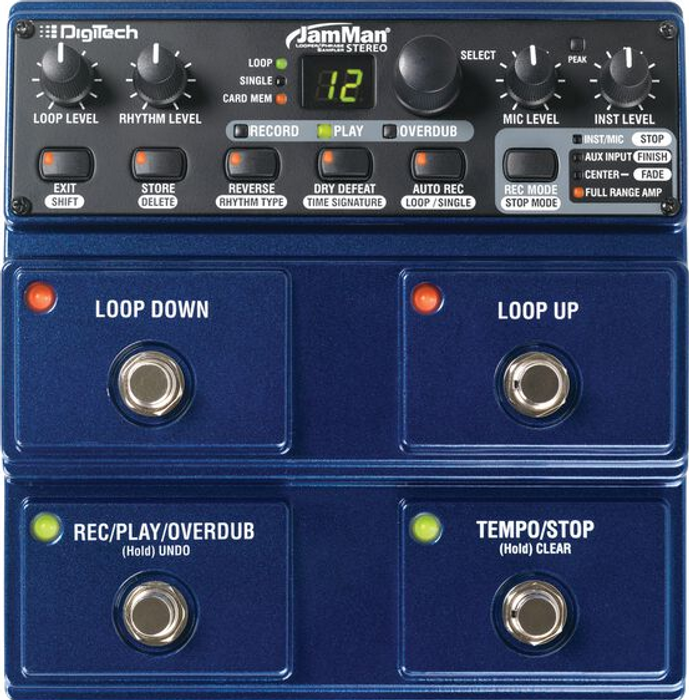 DigiTech
JamMan®
LOOPER/PHRASE
SAMPLER STEREO
LOOP
SINGLE
CARD MEM
12
SELECT
PEAK
LOOP LEVEL
RHYTHM LEVEL
MIC LEVEL
INST LEVEL
RECORD
PLAY
OVERDUB
INST/MIC STOP
AUX INPUT FINISH
CENTER— FADE
FULL RANGE AMP
EXIT
SHIFT
STORE
DELETE
REVERSE
RHYTHM TYPE
DRY DEFEAT
TIME SIGNATURE
AUTO REC
LOOP / SINGLE
REC MODE
STOP MODE
LOOP DOWN
LOOP UP
REC/PLAY/OVERDUB
(Hold) UNDO
TEMPO/STOP
(Hold) CLEAR